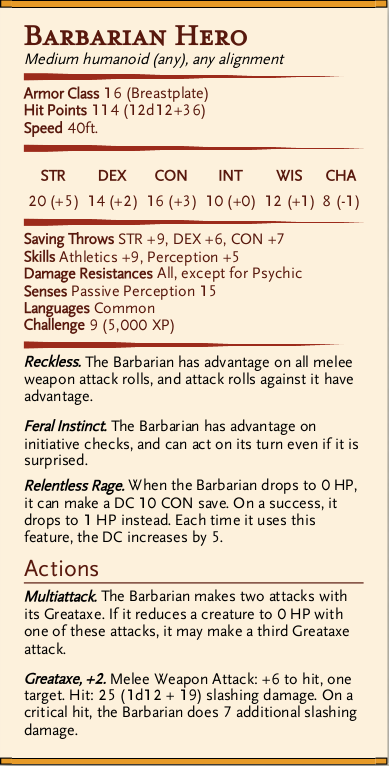 Barbarian Hero
Medium humanoid (any), any alignment
Armor Class 16 (Breastplate)
Hit Points 114 (12d12+36)
Speed 40ft.
STR DEX CON INT WIS CHA
20 (+5) 14 (+2) 16 (+3) 10 (+0) 12 (+1) 8 (-1)
Saving Throws STR +9, DEX +6, CON +7
Skills Athletics +9, Perception +5
Damage Resistances All, except for Psychic
Senses Passive Perception 15
Languages Common
Challenge 9 (5,000 XP)
Reckless. The Barbarian has advantage on all melee
weapon attack rolls, and attack rolls against it have
advantage.
Feral Instinct. The Barbarian has advantage on
initiative checks, and can act on its turn even if it is
surprised.
Relentless Rage. When the Barbarian drops to 0 HP,
it can make a DC 10 CON save. On a success, it
drops to 1 HP instead. Each time it uses this
feature, the DC increases by 5.
Actions
Multiattack. The Barbarian makes two attacks with
its Greataxe. If it reduces a creature to 0 HP with
one of these attacks, it may make a third Greataxe
attack.
Greataxe, +2. Melee Weapon Attack: +6 to hit, one
target. Hit: 25 (1d12 + 19) slashing damage. On a
critical hit, the Barbarian does 7 additional slashing
damage.